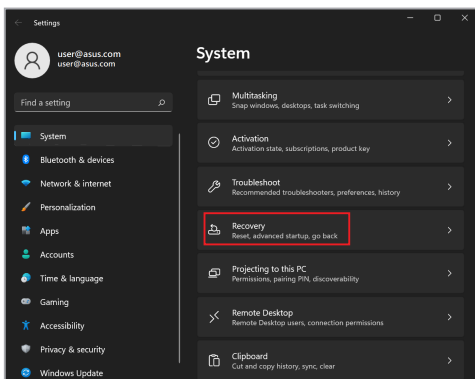 Settings
user@asus.com
user@asus.com
Find a setting
System
Bluetooth & devices
Network & internet
Personalization
Apps
Accounts
Time & language
Gaming
Accessibility
Privacy & security
Windows Update
System
Multitasking
Snap windows, desktops, task switching
Activation
Activation state, subscriptions, product key
Troubleshoot
Recommended troubleshooters, preferences, history
Recovery
Reset, advanced startup, go back
Projecting to this PC
Permissions, pairing PIN, discoverability
Remote Desktop
Remote Desktop users, connection permissions
Clipboard
Cut and copy history, sync, clear